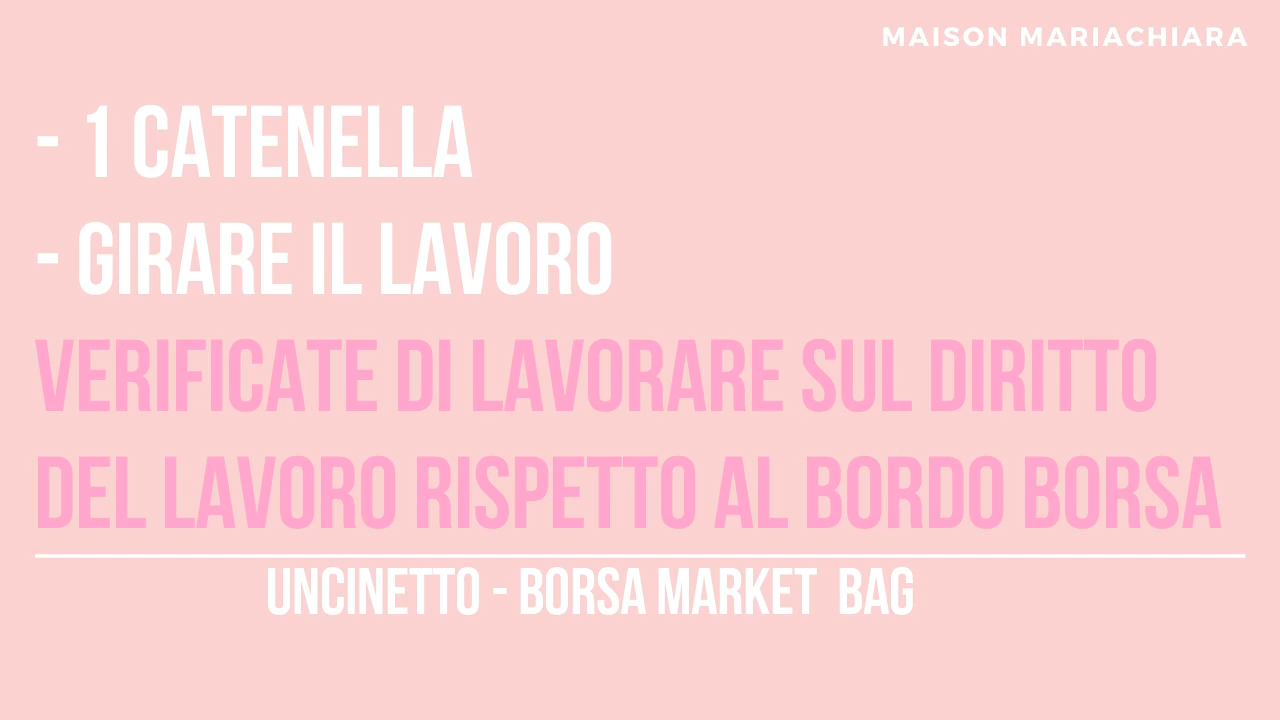 MAISON MARIACHIARA
- 1 CATENELLA
- GIRARE IL LAVORO
VERIFICATE DI LAVORARE SUL DIRITTO
DEL LAVORO RISPETTO AL BORDO BORSA
UNCINETTO - BORSA MARKET BAG